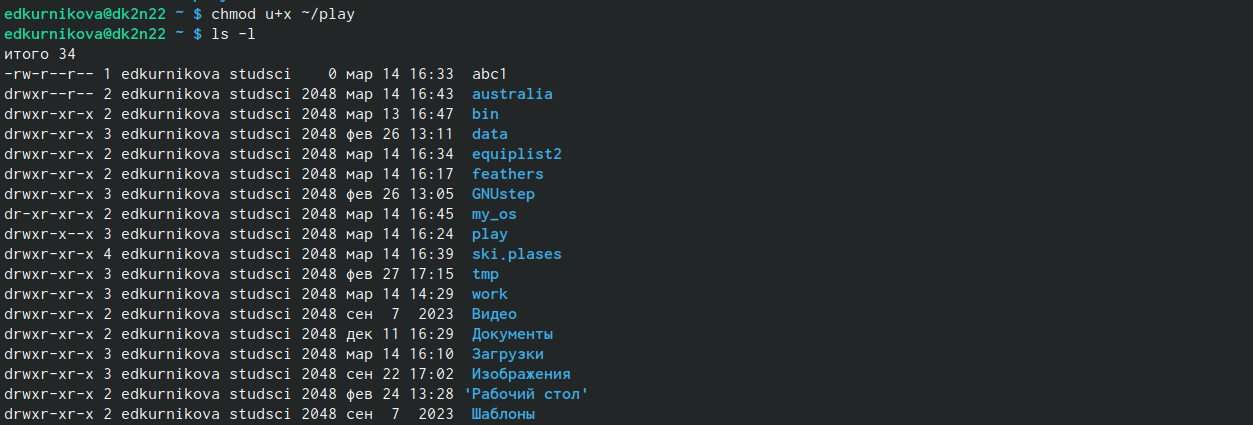 edkurnikova@dk2n22 ~ $ chmod u+x ~/play
edkurnikova@dk2n22 ~ $ ls -l
итого 34
-rw-r--r-- 1 edkurnikova studsci    0 мар 14 16:33  abc1
drwxr--r-- 2 edkurnikova studsci 2048 мар 14 16:43  australia
drwxr-xr-x 2 edkurnikova studsci 2048 мар 13 16:47  bin
drwxr-xr-x 3 edkurnikova studsci 2048 фев 26 13:11  data
drwxr-xr-x 2 edkurnikova studsci 2048 мар 14 16:34  equiplist2
drwxr-xr-x 2 edkurnikova studsci 2048 мар 14 16:17  feathers
drwxr-xr-x 3 edkurnikova studsci 2048 фев 26 13:05  GNUstep
dr-xr-xr-x 2 edkurnikova studsci 2048 мар 14 16:45  my_os
drwx--x--x 3 edkurnikova studsci 2048 мар 14 16:24  play
drwxr-xr-x 4 edkurnikova studsci 2048 мар 14 16:39  ski.plases
drwxr-xr-x 3 edkurnikova studsci 2048 фев 27 17:15  tmp
drwxr-xr-x 3 edkurnikova studsci 2048 мар 14 14:29  work
drwxr-xr-x 2 edkurnikova studsci 2048 сен  7  2023  Видео
drwxr-xr-x 2 edkurnikova studsci 2048 дек 11 16:29  Документы
drwxr-xr-x 3 edkurnikova studsci 2048 мар 14 16:10  Загрузки
drwxr-xr-x 3 edkurnikova studsci 2048 сен 22 17:02  Изображения
drwxr-xr-x 2 edkurnikova studsci 2048 фев 24 13:28 'Рабочий стол'
drwxr-xr-x 2 edkurnikova studsci 2048 сен  7  2023  Шаблоны